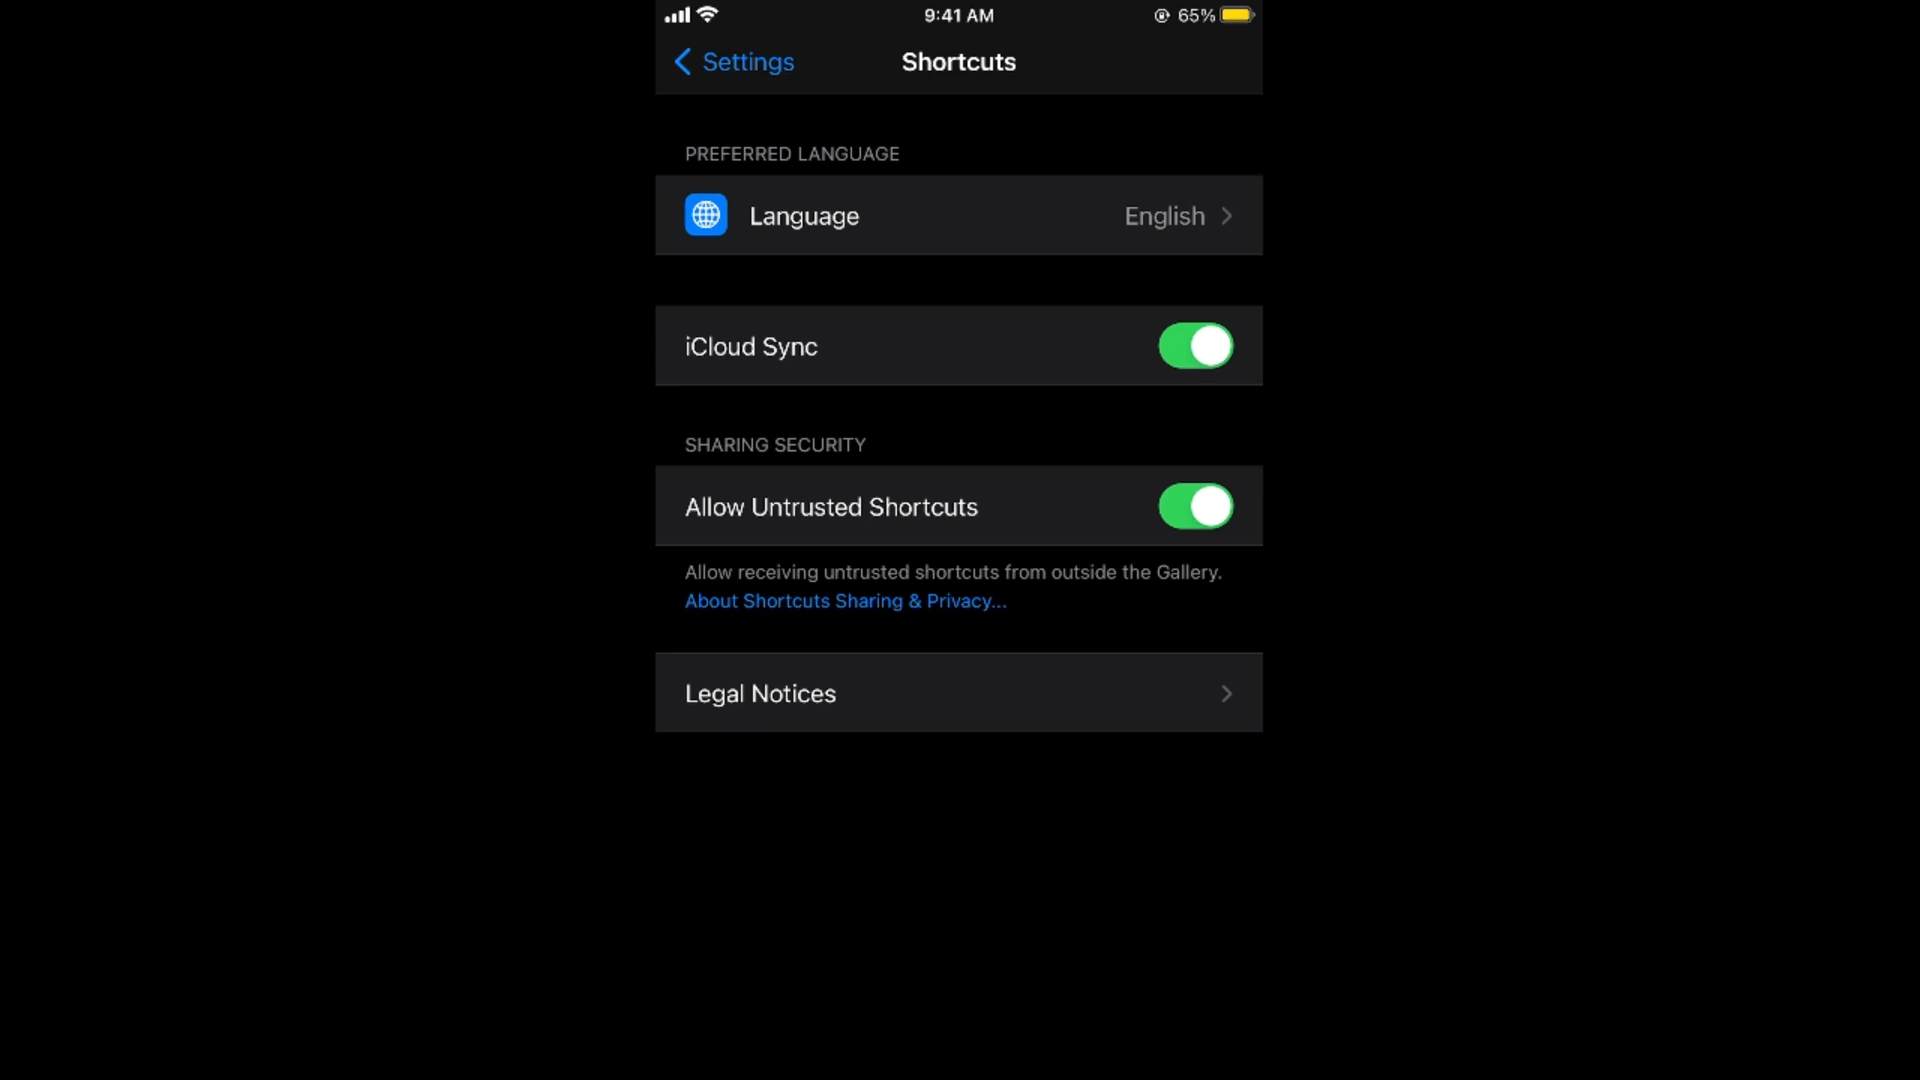 9:41 AM
65%
Settings
Shortcuts
PREFERRED LANGUAGE
Language
English
iCloud Sync
SHARING SECURITY
Allow Untrusted Shortcuts
Allow receiving untrusted shortcuts from outside the Gallery.
About Shortcuts Sharing & Privacy...
Legal Notices